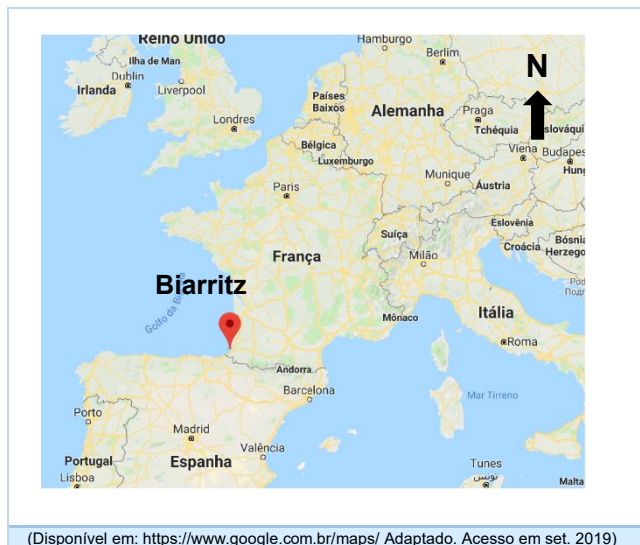 Reino Unido
Hamburgo
Berlim
Ilha de Man
Dublin
Irlanda
Liverpool
Países
Baixos
N
Londres
Alemanha
Praga
Tchéquia
Bélgica
Luxemburgo
Viena
Munique
Áustria
Paris
Suíça
Eslovênia
Croácia
Milão
França
Biarritz
Mônaco
Itália
Roma
Andorra
Barcelona
Mar Tirreno
Porto
Madrid
Valência
Portugal
Espanha
Lisboa
Tunes
تونس
Malta
(Disponível em: https://www.google.com.br/maps/ Adaptado. Acesso em set. 2019)